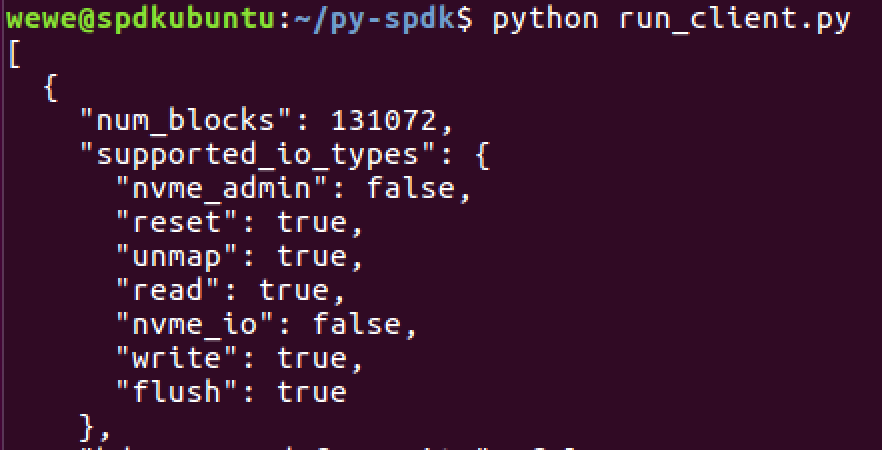 wewe@spdkubuntu:~/py-spdk$ python run_client.py
[
  {
    "num_blocks": 131072,
    "supported_io_types": {
      "nvme_admin": false,
      "reset": true,
      "unmap": true,
      "read": true,
      "nvme_io": false,
      "write": true,
      "flush": true
    },